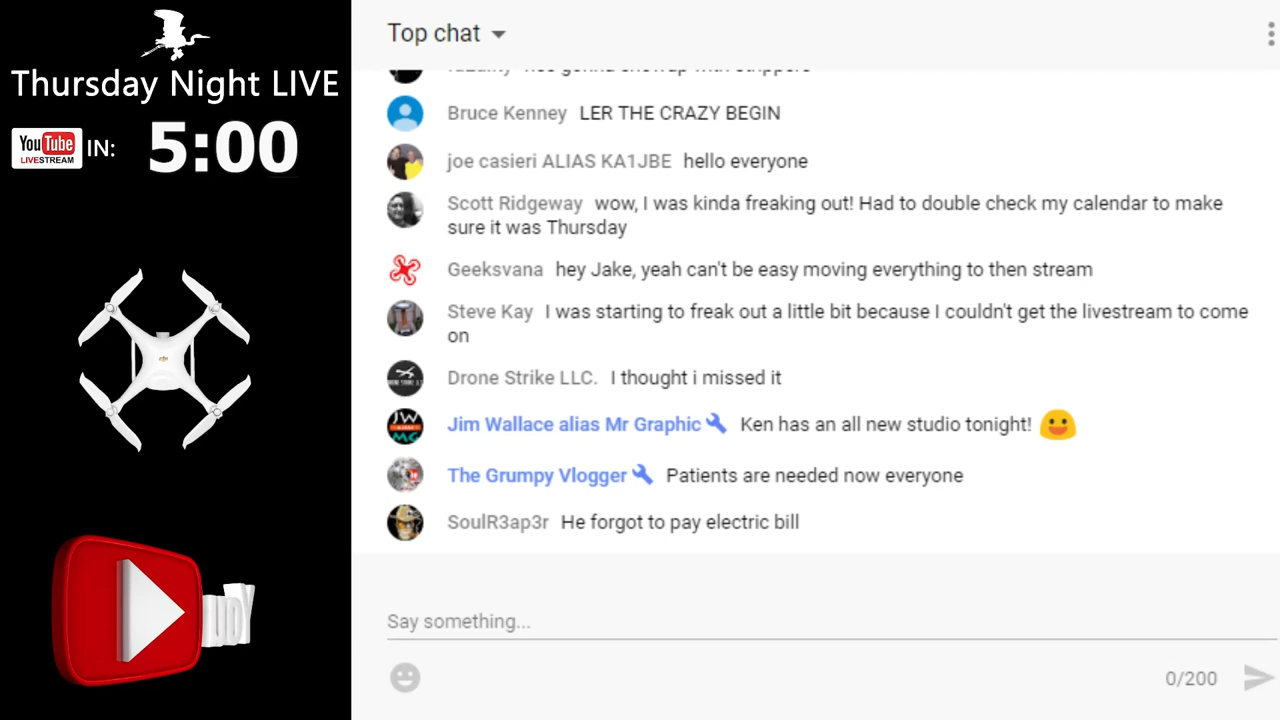 Thursday Night LIVE
YouTube
LIVESTREAM
IN:
5:00
Top chat
Bruce Kenney LER THE CRAZY BEGIN
joe casieri ALIAS KA1JBE hello everyone
Scott Ridgeway wow, I was kinda freaking out! Had to double check my calendar to make
sure it was Thursday
Geeksvana hey Jake, yeah can't be easy moving everything to then stream
Steve Kay I was starting to freak out a little bit because I couldn't get the livestream to come
on
Drone Strike LLC. I thought i missed it
JW
MG
Jim Wallace alias Mr Graphic Ken has an all new studio tonight!
The Grumpy Vlogger Patients are needed now everyone
SoulR3ap3r He forgot to pay electric bill
Say something...
0/200